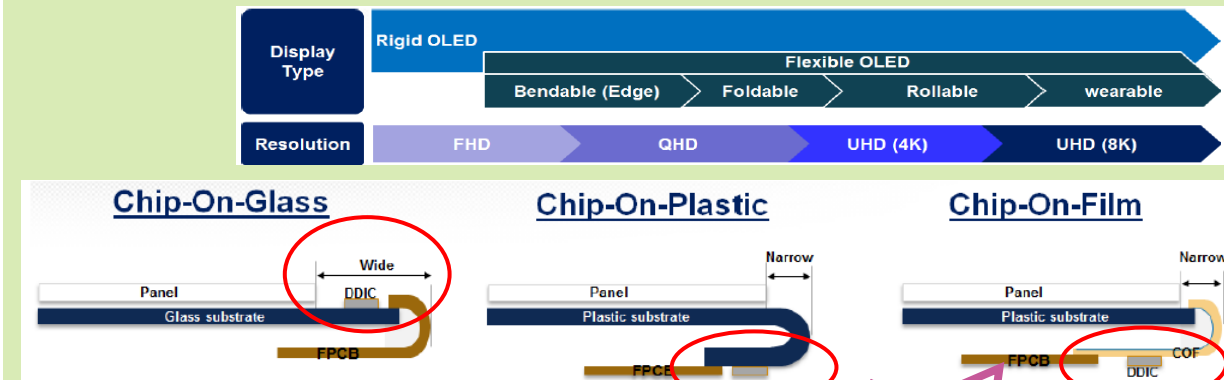 Display
Type
Rigid OLED
Flexible OLED
Bendable (Edge)
Foldable
Rollable
wearable
Resolution
FHD
QHD
UHD (4K)
UHD (8K)
Chip-On-Glass
Wide
Panel
DDIC
Glass substrate
FPCB
Chip-On-Plastic
Narrow
Panel
Plastic substrate
FPCB
Chip-On-Film
Narrow
Panel
Plastic substrate
FPCB
COF
DDIC